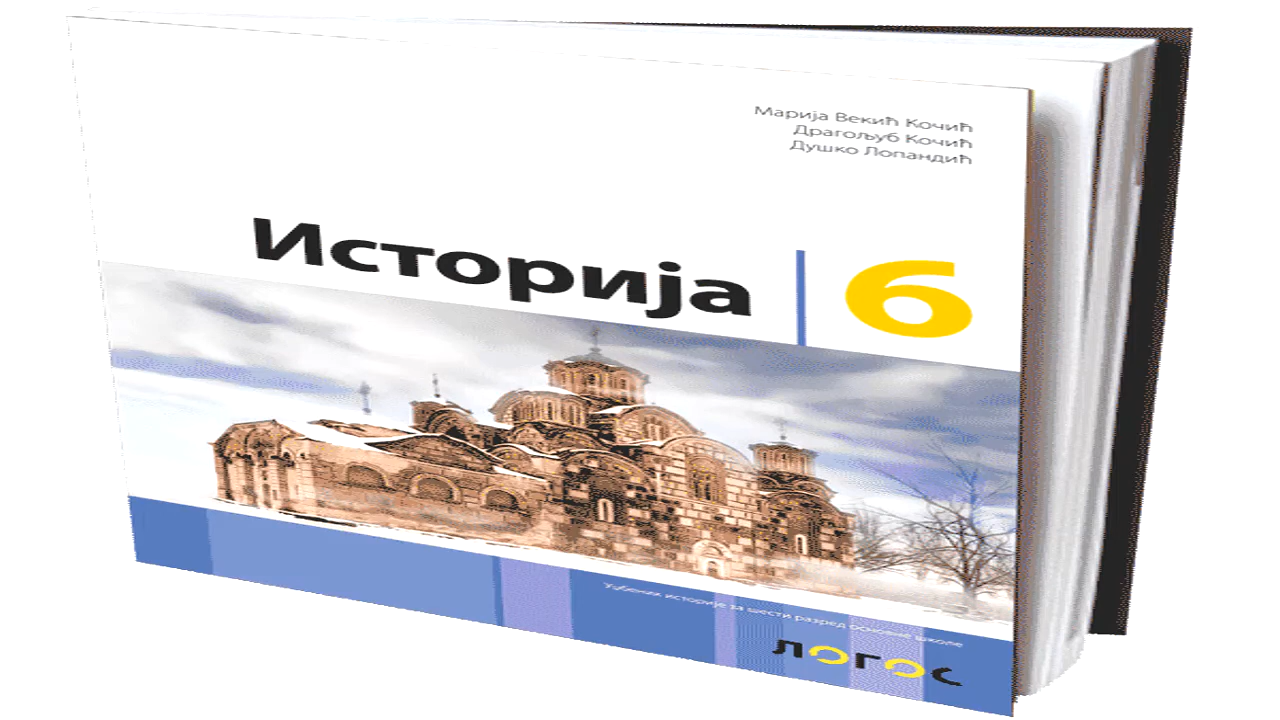 Марија Векић Кочић
Драгољуб Кочић
Душко Лопандић
Историја 6
Уџбеник историје за шести разред основне школе
ЛОГОС